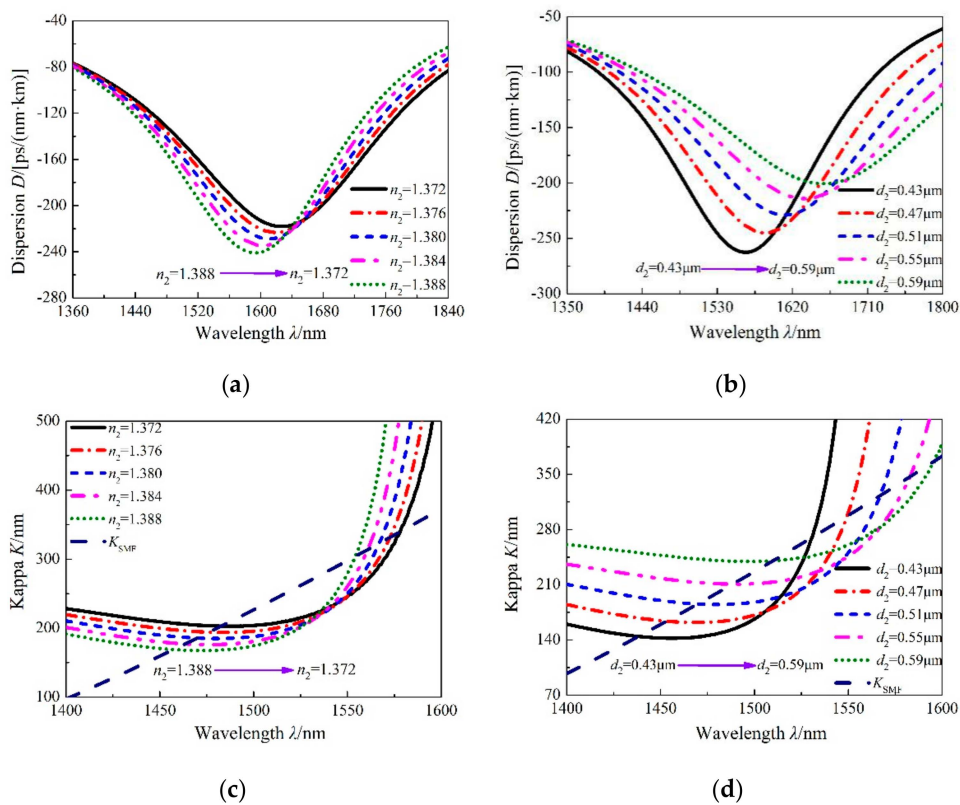 -40
-80
-120
-160
-200
-240
-280
Dispersion D/[ps/(nm·km)]
n2=1.372
n2=1.376
n2=1.380
n2=1.384
n2=1.388
n2=1.388 n2=1.372
1360 1440 1520 1600 1680 1760 1840
Wavelength λ/nm
(a)
-50
-100
-150
-200
-250
-300
Dispersion D/[ps/(nm·km)]
d2=0.43μm
d2=0.47μm
d2=0.51μm
d2=0.55μm
d2=0.59μm
d2=0.43μm d2=0.59μm
1350 1440 1530 1620 1710 1800
Wavelength λ/nm
(b)
500
400
300
200
100
Kappa K/nm
n2=1.372
n2=1.376
n2=1.380
n2=1.384
n2=1.388
KSMF
n2=1.388 n2=1.372
1400 1450 1500 1550 1600
Wavelength λ/nm
(c)
420
350
280
210
140
70
Kappa K/nm
d2=0.43μm
d2=0.47μm
d2=0.51μm
d2=0.55μm
d2=0.59μm
KSMF
d2=0.43μm d2=0.59μm
1400 1450 1500 1550 1600
Wavelength λ/nm
(d)